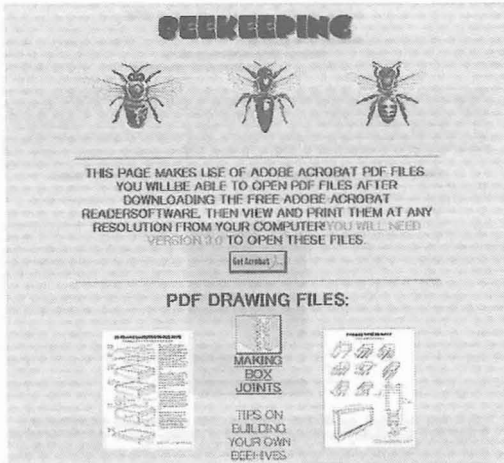 BEEKEEPING
THIS PAGE MAKES USE OF ADOBE ACROBAT PDF FILES.
YOU WILLBE ABLE TO OPEN PDF FILES AFTER
DOWNLOADING THE FREE ADOBE ACROBAT
READERSOFTWARE, THEN VIEW AND PRINT THEM AT ANY
RESOLUTION FROM YOUR COMPUTER!YOU WILL NEED
VERSION 3.0 TO OPEN THESE FILES.
Get Acrobat
PDF DRAWING FILES:
MAKING
BOX
JOINTS
TIPS ON
BUILDING
YOUR OWN
BEEHIVES